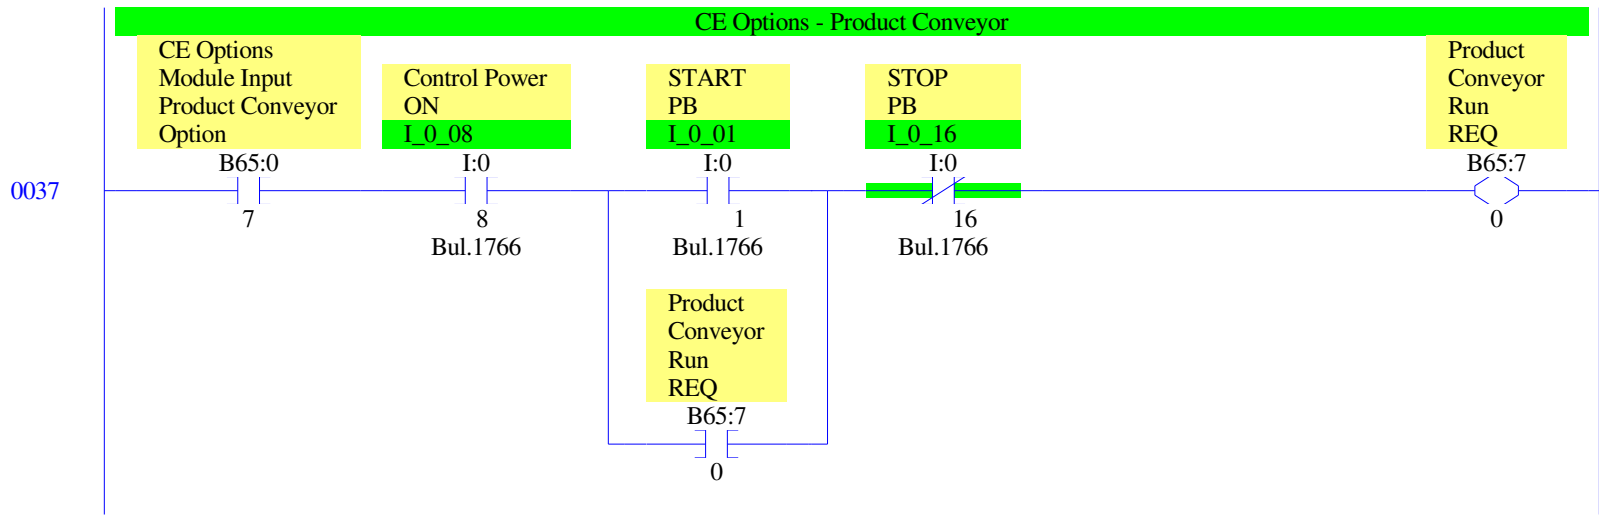 CE Options - Product Conveyor
CE Options
Module Input
Product Conveyor
Option
B65:0
7
Control Power
ON
I_0_08
I:0
8
Bul.1766
START
PB
I_0_01
I:0
1
Bul.1766
STOP
PB
I_0_16
I:0
16
Bul.1766
Product
Conveyor
Run
REQ
B65:7
0
0037
Product
Conveyor
Run
REQ
B65:7
0